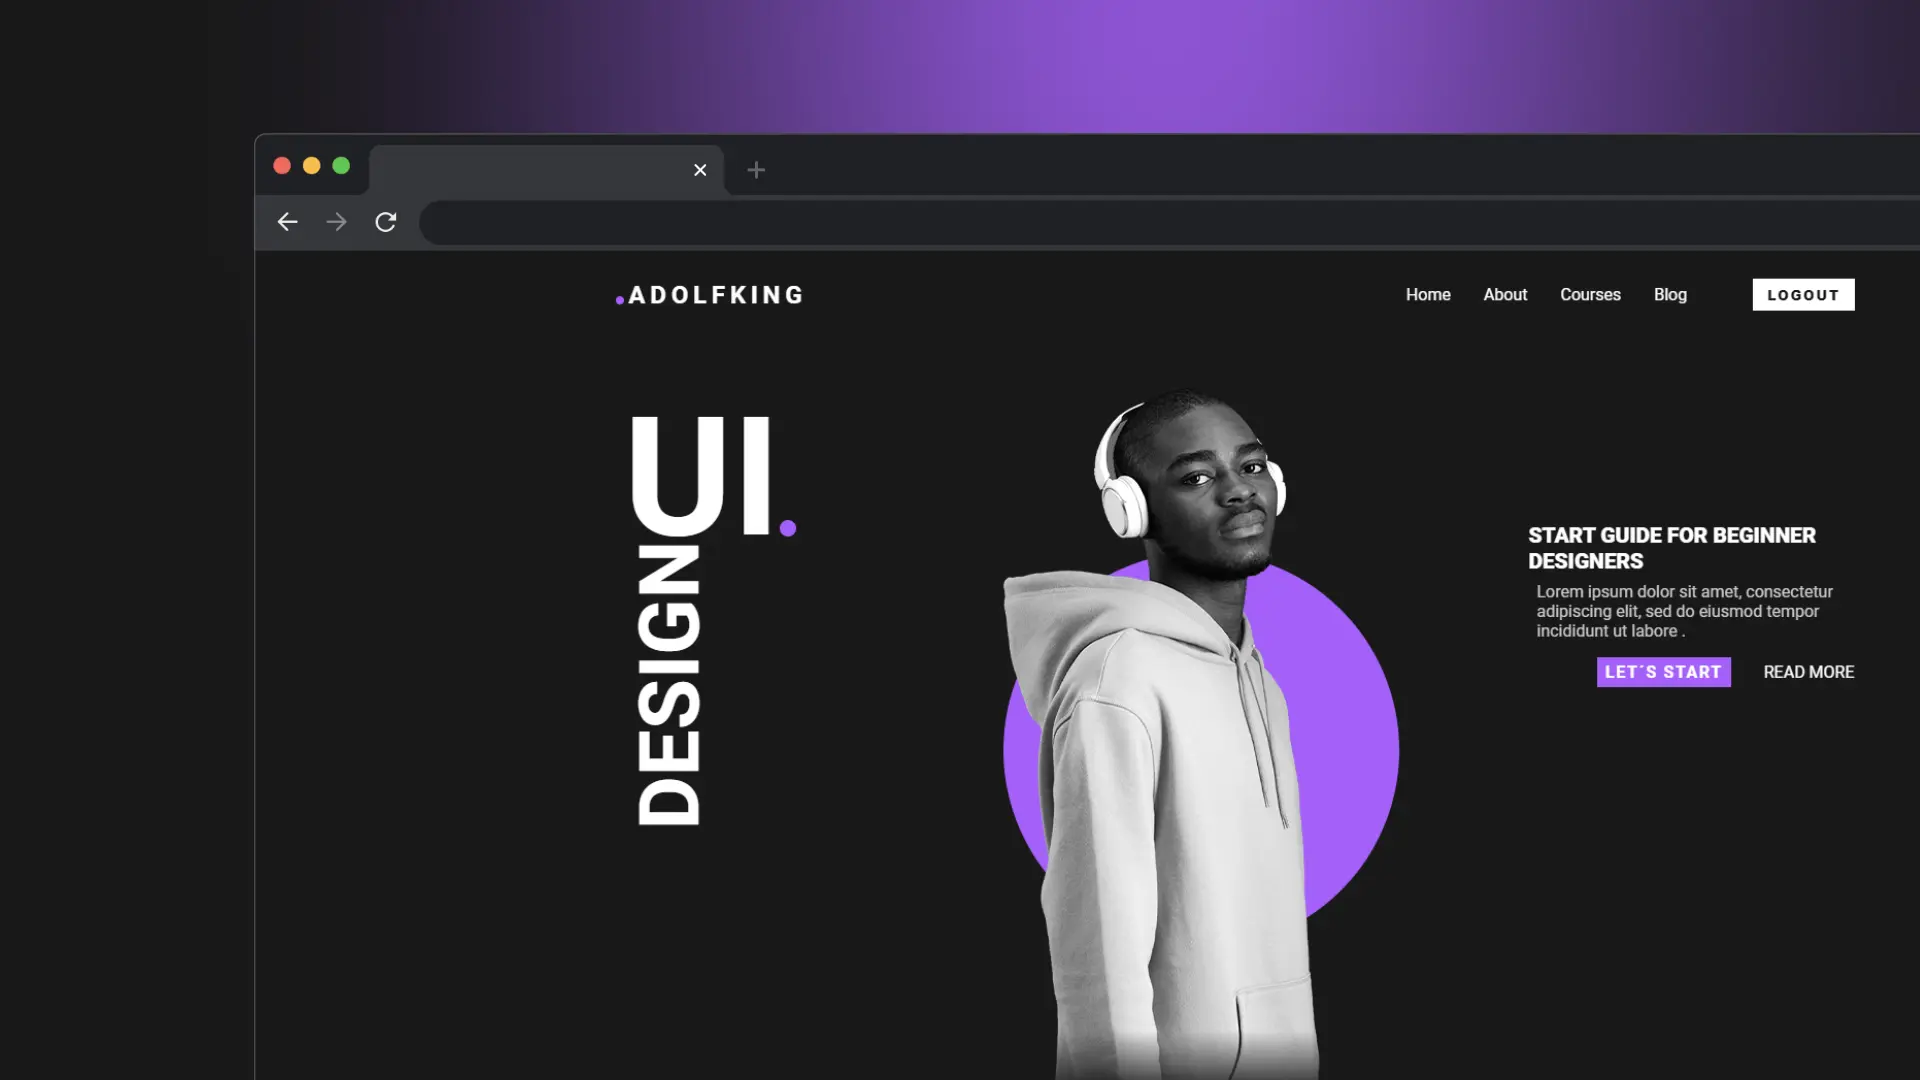 .ADOLFKING
Home About Courses Blog LOGOUT
UI.
DESIGN
START GUIDE FOR BEGINNER
DESIGNERS
Lorem ipsum dolor sit amet, consectetur
adipiscing elit, sed do eiusmod tempor
incididunt ut labore .
LET´S START READ MORE